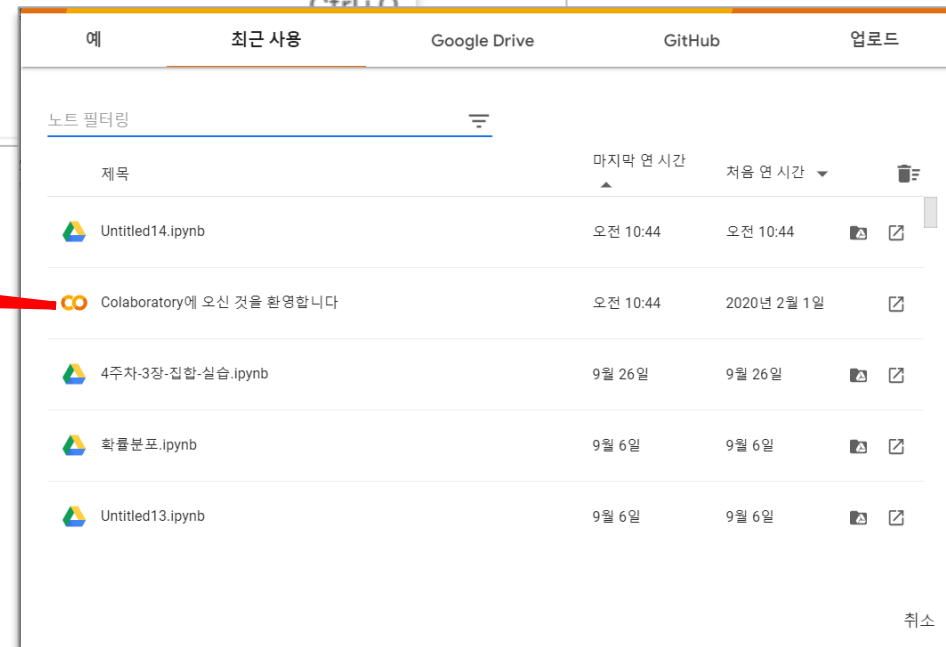 예 최근 사용 Google Drive GitHub 업로드
노트 필터링
제목 마지막 연 시간 처음 연 시간
Untitled14.ipynb 오전 10:44 오전 10:44
Colaboratory에 오신 것을 환영합니다 오전 10:44 2020년 2월 1일
4주차-3장-집합-실습.ipynb 9월 26일 9월 26일
확률분포.ipynb 9월 6일 9월 6일
Untitled13.ipynb 9월 6일 9월 6일
취소